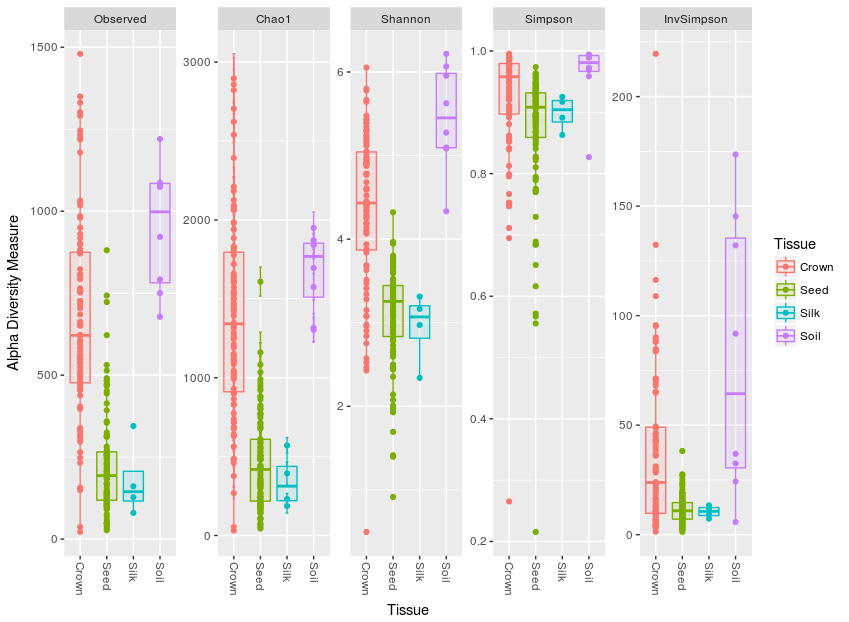 Observed
Chao1
Shannon
Simpson
InvSimpson
1500
1000
500
0
3000
2000
1000
0
6
4
2
1.0
0.8
0.6
0.4
0.2
200
150
100
50
0
Alpha Diversity Measure
Crown
Seed
Silk
Soil
Crown
Seed
Silk
Soil
Crown
Seed
Silk
Soil
Crown
Seed
Silk
Soil
Crown
Seed
Silk
Soil
Tissue
Tissue
Crown
Seed
Silk
Soil